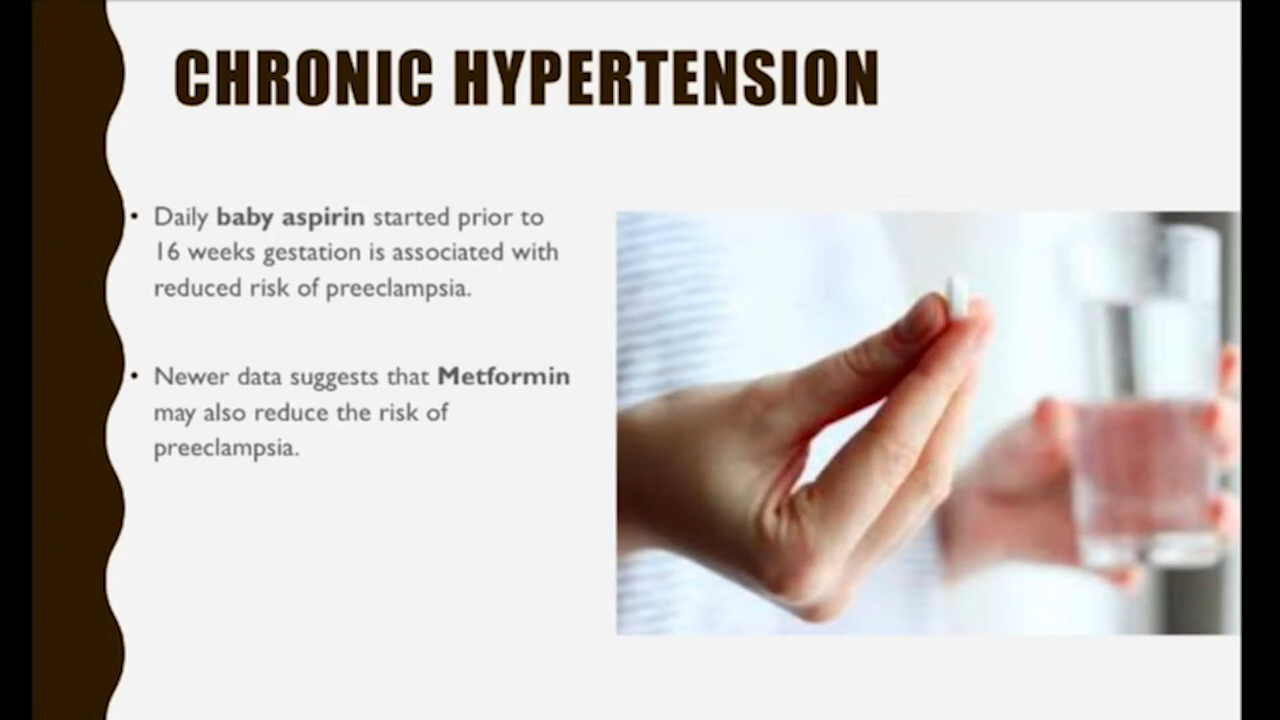 CHRONIC HYPERTENSION
• Daily baby aspirin started prior to
16 weeks gestation is associated with
reduced risk of preeclampsia.
• Newer data suggests that Metformin
may also reduce the risk of
preeclampsia.